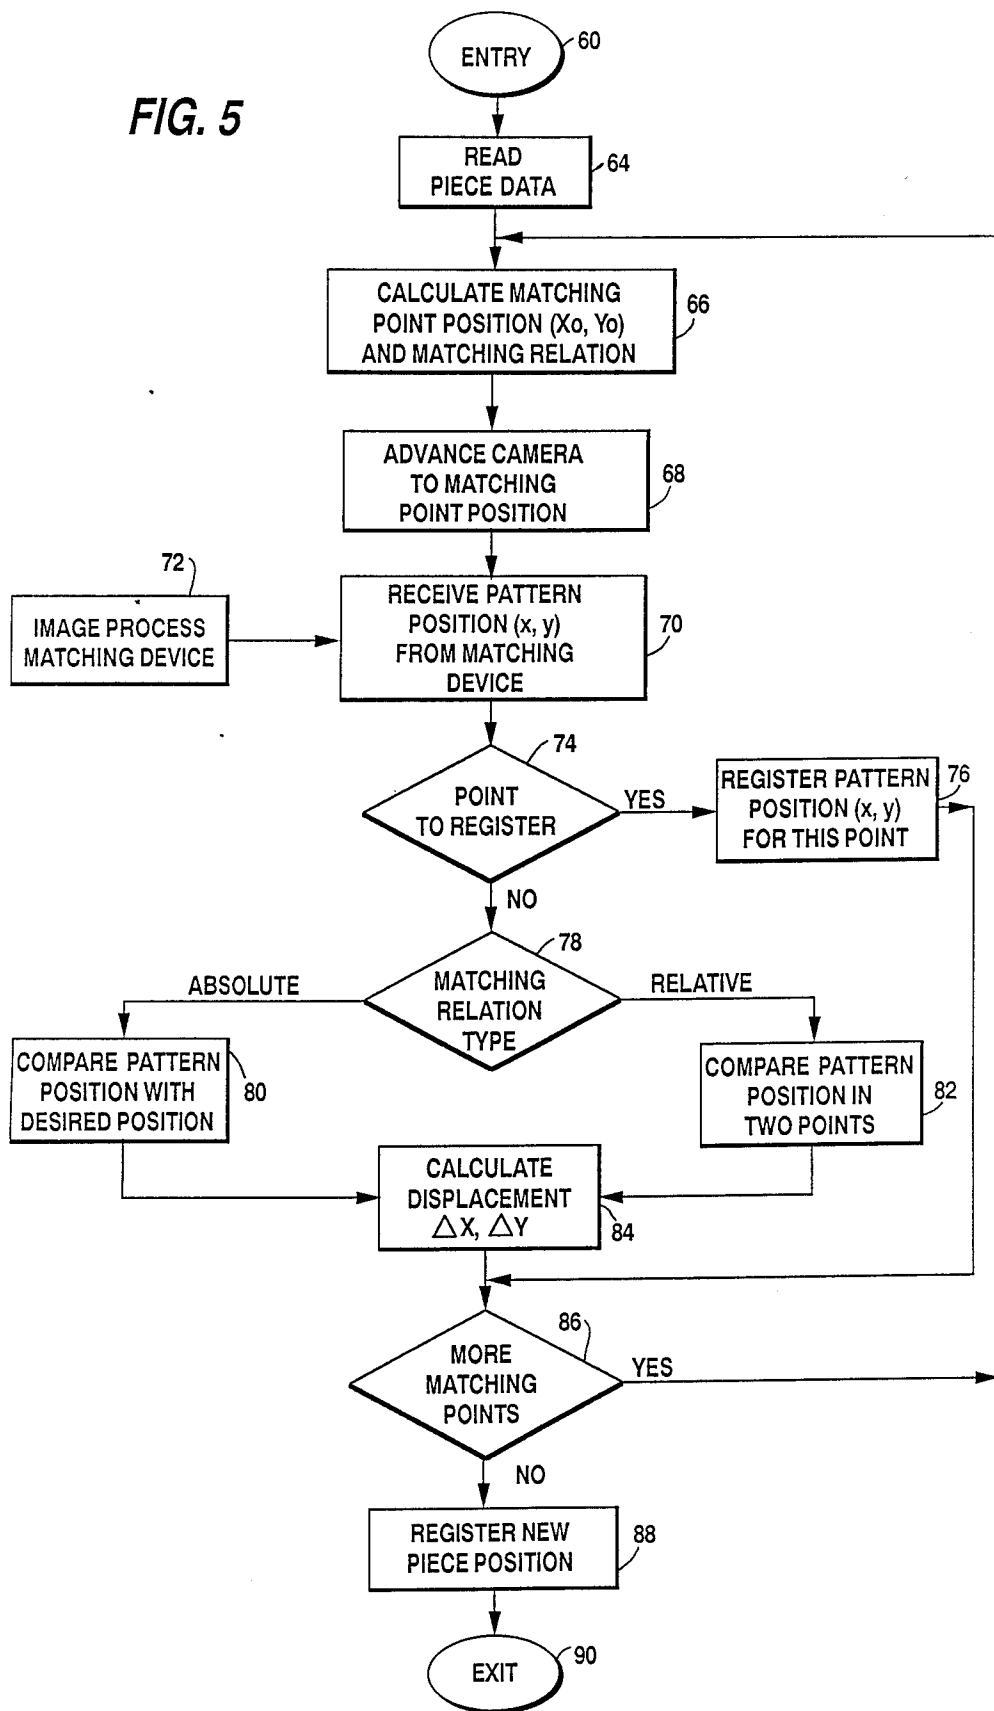 FIG. 5
ENTRY
60
READ
PIECE DATA
64
CALCULATE MATCHING
POINT POSITION (Xo, Yo)
AND MATCHING RELATION
66
ADVANCE CAMERA
TO MATCHING
POINT POSITION
68
72
IMAGE PROCESS
MATCHING DEVICE
RECEIVE PATTERN
POSITION (x, y)
FROM MATCHING
DEVICE
70
74
POINT
TO REGISTER
YES
REGISTER PATTERN
POSITION (x, y)
FOR THIS POINT
76
NO
78
MATCHING
RELATION
TYPE
ABSOLUTE
RELATIVE
COMPARE PATTERN
POSITION WITH
DESIRED POSITION
80
COMPARE PATTERN
POSITION IN
TWO POINTS
82
CALCULATE
DISPLACEMENT
△X, △Y
84
86
MORE
MATCHING
POINTS
YES
NO
REGISTER NEW
PIECE POSITION
88
EXIT
90